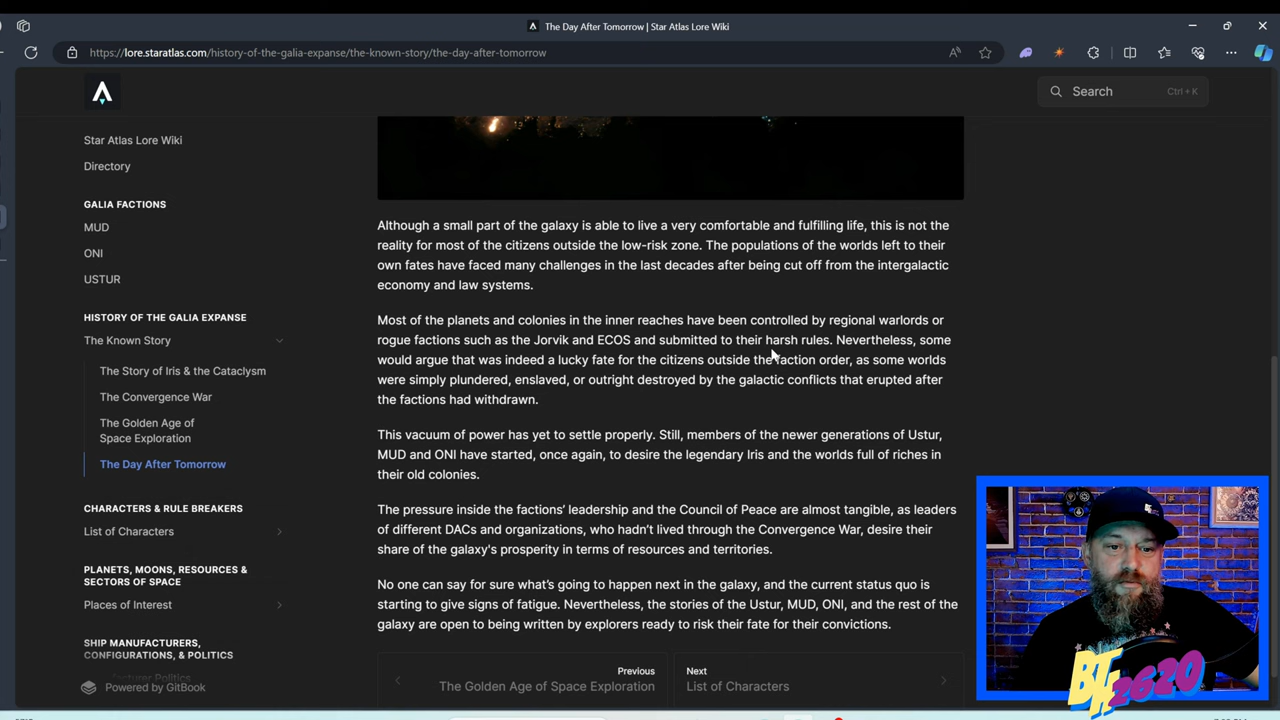 The Day After Tomorrow | Star Atlas Lore Wiki
https://lore.staratlas.com/history-of-the-galia-expanse/the-known-story/the-day-after-tomorrow
Search
Ctrl + K
Star Atlas Lore Wiki
Directory
GALIA FACTIONS
MUD
ONI
USTUR
HISTORY OF THE GALIA EXPANSE
The Known Story
The Story of Iris & the Cataclysm
The Convergence War
The Golden Age of
Space Exploration
The Day After Tomorrow
CHARACTERS & RULE BREAKERS
List of Characters
PLANETS, MOONS, RESOURCES &
SECTORS OF SPACE
Places of Interest
SHIP MANUFACTURERS,
CONFIGURATIONS, & POLITICS
Powered by GitBook
Although a small part of the galaxy is able to live a very comfortable and fulfilling life, this is not the
reality for most of the citizens outside the low-risk zone. The populations of the worlds left to their
own fates have faced many challenges in the last decades after being cut off from the intergalactic
economy and law systems.
Most of the planets and colonies in the inner reaches have been controlled by regional warlords or
rogue factions such as the Jorvik and ECOS and submitted to their harsh rules. Nevertheless, some
would argue that was indeed a lucky fate for the citizens outside the faction order, as some worlds
were simply plundered, enslaved, or outright destroyed by the galactic conflicts that erupted after
the factions had withdrawn.
This vacuum of power has yet to settle properly. Still, members of the newer generations of Ustur,
MUD and ONI have started, once again, to desire the legendary Iris and the worlds full of riches in
their old colonies.
The pressure inside the factions' leadership and the Council of Peace are almost tangible, as leaders
of different DACs and organizations, who hadn't lived through the Convergence War, desire their
share of the galaxy's prosperity in terms of resources and territories.
No one can say for sure what's going to happen next in the galaxy, and the current status quo is
starting to give signs of fatigue. Nevertheless, the stories of the Ustur, MUD, ONI, and the rest of the
galaxy are open to being written by explorers ready to risk their fate for their convictions.
Previous
The Golden Age of Space Exploration
Next
List of Characters
BTK2620